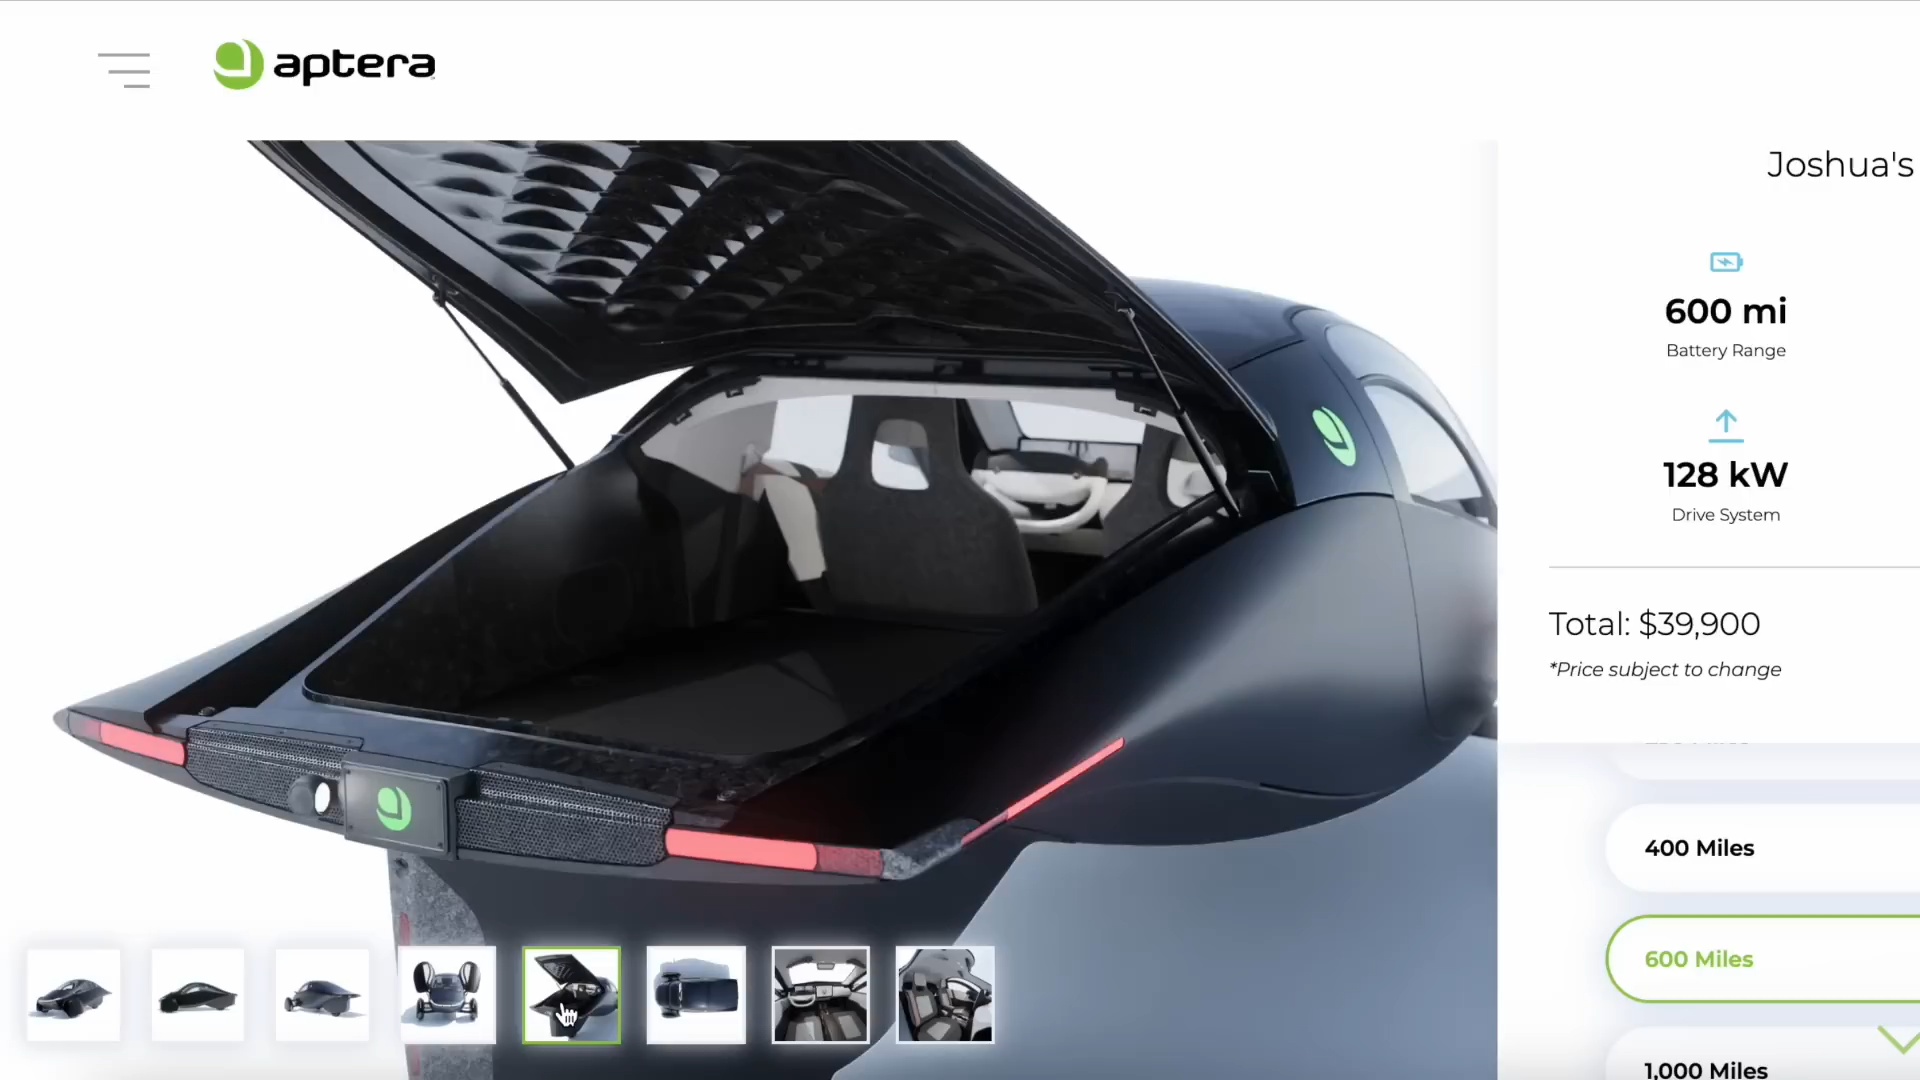 aptera
Joshua's
600 mi
Battery Range
128 kW
Drive System
Total: $39,900
*Price subject to change
400 Miles
600 Miles
1,000 Miles